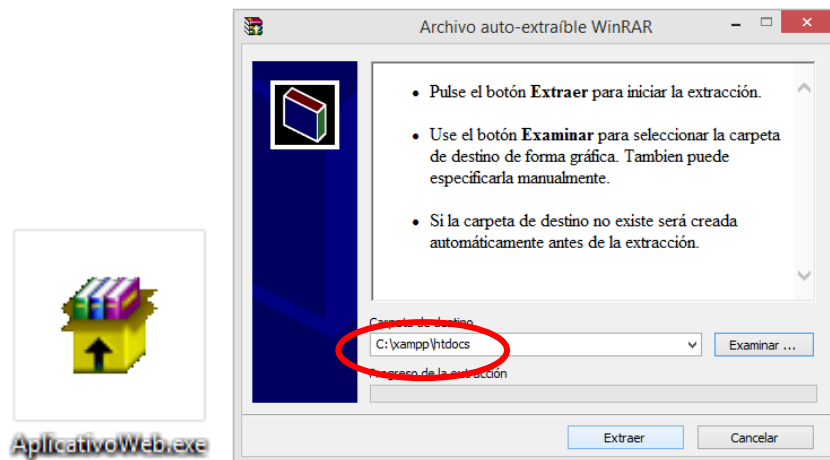 Archivo auto-extraíble WinRAR
• Pulse el botón Extraer para iniciar la extracción.
• Use el botón Examinar para seleccionar la carpeta
de destino de forma gráfica. Tambien puede
especificarla manualmente.
• Si la carpeta de destino no existe será creada
automáticamente antes de la extracción.
Carpeta de destino
C:\xampp\htdocs
Examinar ...
Progreso de la extracción
Extraer
Cancelar
AplicativoWeb.exe